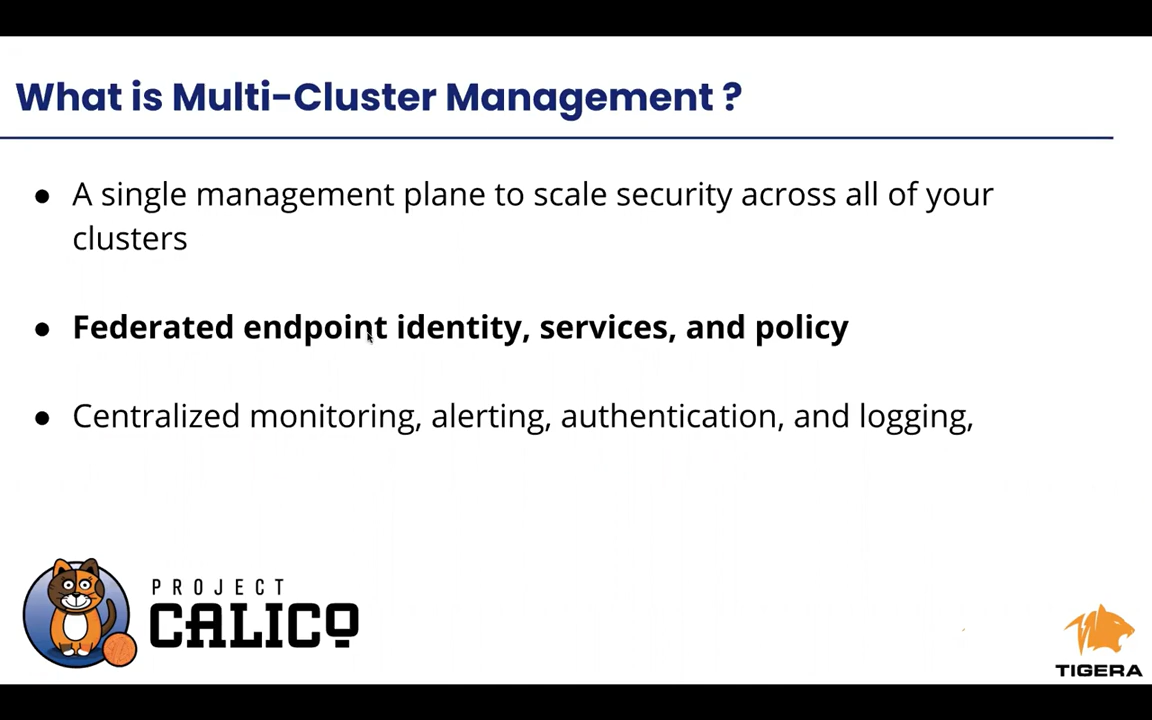 What is Multi-Cluster Management ?
● A single management plane to scale security across all of your
clusters
● Federated endpoint identity, services, and policy
● Centralized monitoring, alerting, authentication, and logging,
PROJECT
CALICO
TIGERA